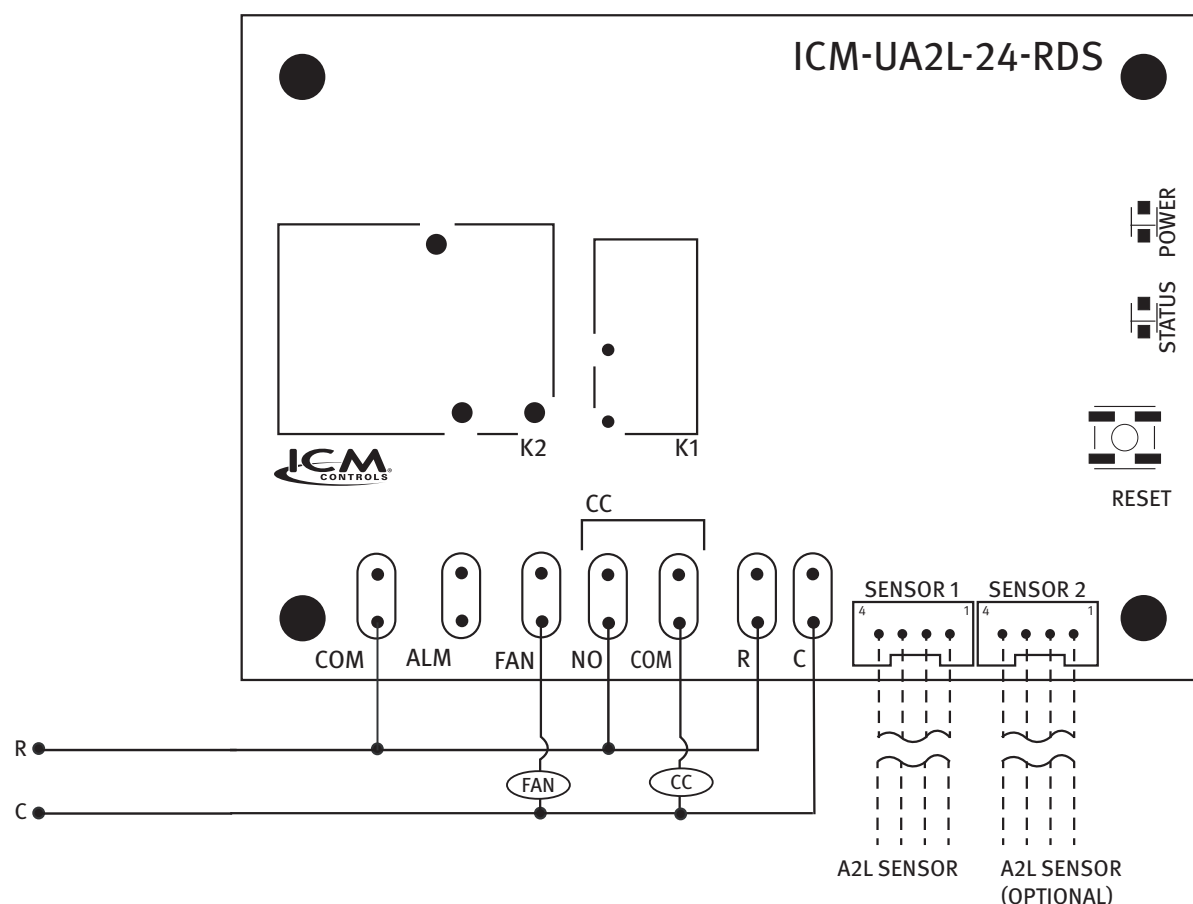 ICM-UA2L-24-RDS
POWER
STATUS
K2
K1
ICM®
CONTROLS
RESET
CC
SENSOR 1
SENSOR 2
4 1
4 1
COM
ALM
FAN
NO
COM
R
C
R
FAN
CC
C
A2L SENSOR
A2L SENSOR
(OPTIONAL)